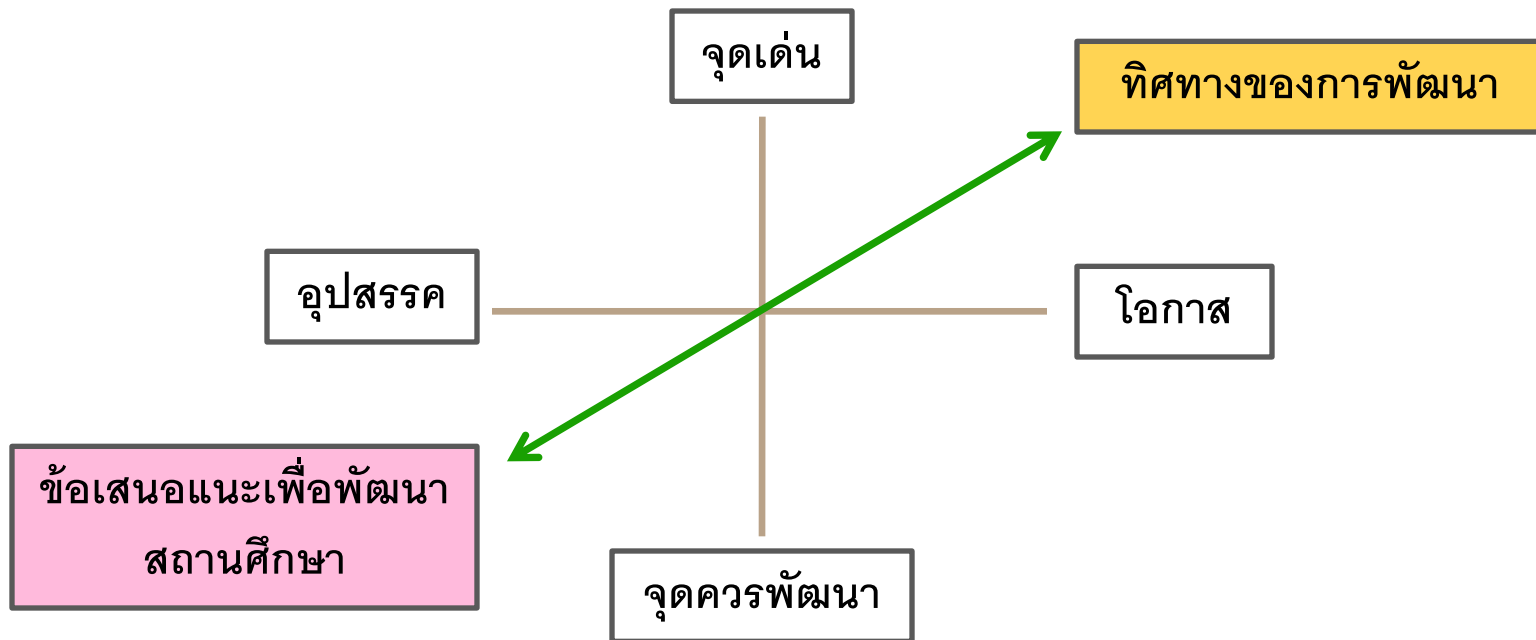 จุดเด่น
ทิศทางของการพัฒนา
อุปสรรค
โอกาส
ข้อเสนอแนะเพื่อพัฒนา
สถานศึกษา
จุดควรพัฒนา